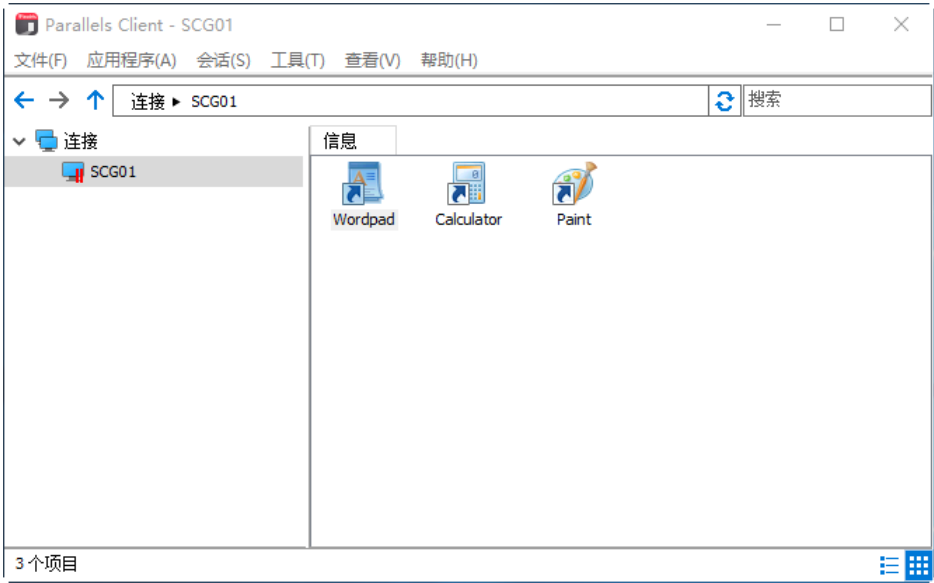 Parallels Client - SCG01
文件(F) 应用程序(A) 会话(S) 工具(T) 查看(V) 帮助(H)
连接 ▸ SCG01 搜索
连接
SCG01
信息
Wordpad Calculator Paint
3 个项目